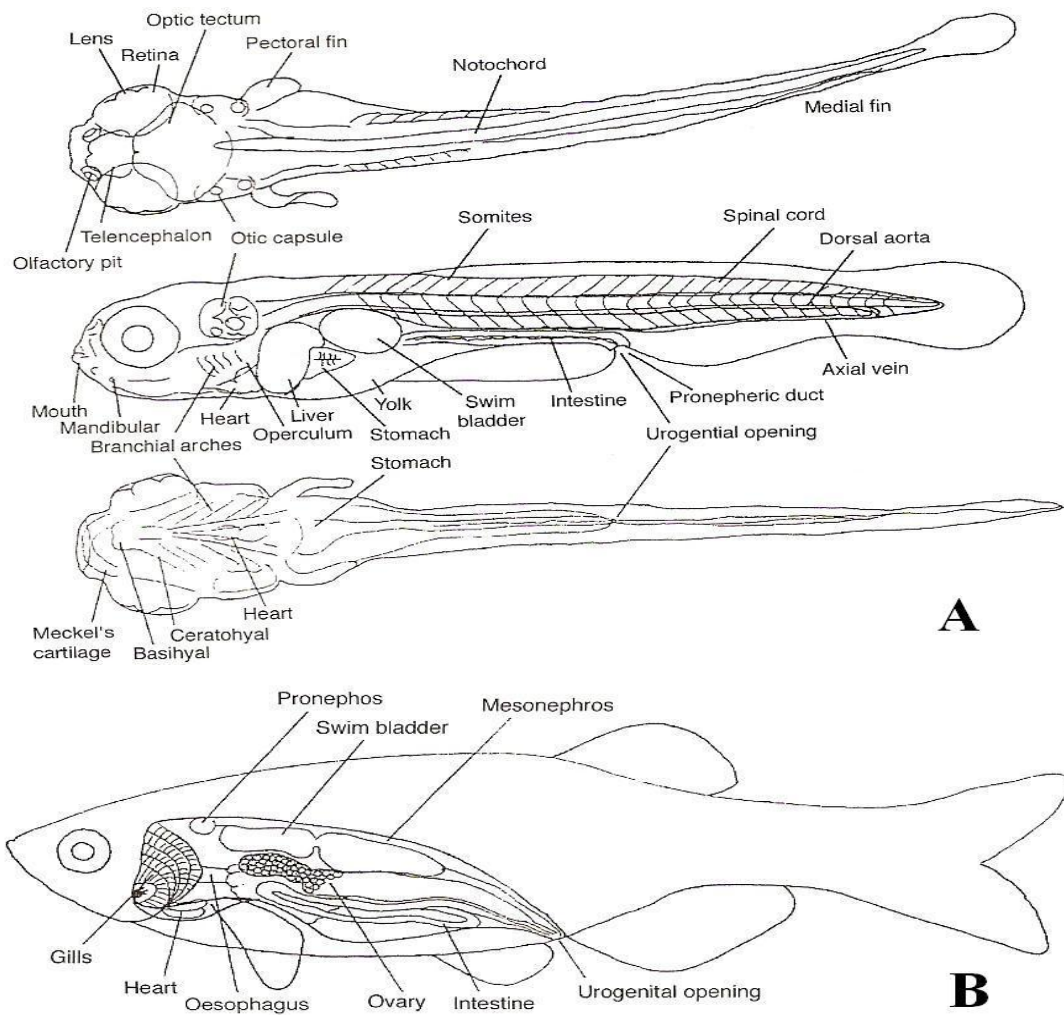 Optic tectum
Lens
Retina
Pectoral fin
Notochord
Medial fin
Telencephalon
Otic capsule
Olfactory pit
Somites
Spinal cord
Dorsal aorta
Axial vein
Mouth
Mandibular
Heart
Liver
Yolk
Swim
bladder
Intestine
Pronepheric duct
Branchial arches
Operculum
Stomach
Urogential opening
Stomach
Heart
Meckel's
cartilage
Ceratohyal
Basihyal
A
Pronephos
Swim bladder
Mesonephros
Gills
Heart
Oesophagus
Ovary
Intestine
Urogenital opening
B